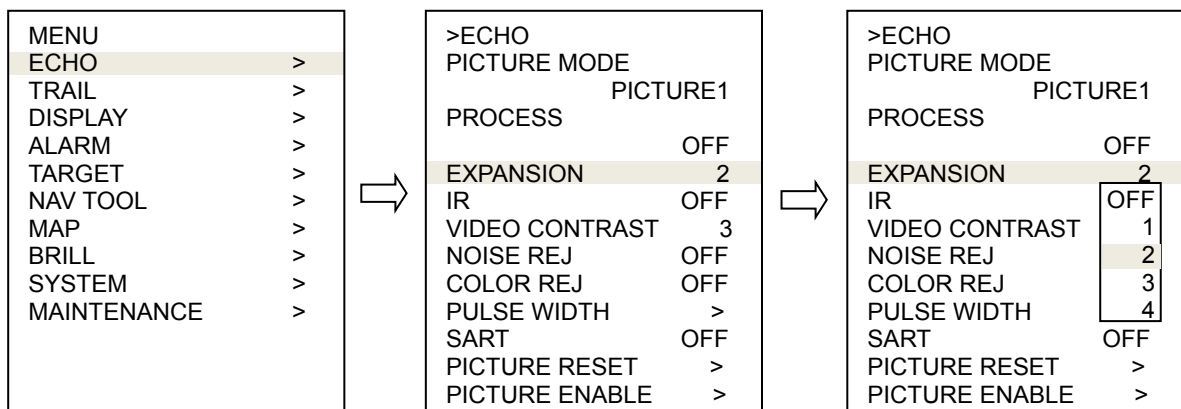 MENU
ECHO >
TRAIL >
DISPLAY >
ALARM >
TARGET >
NAV TOOL >
MAP >
BRILL >
SYSTEM >
MAINTENANCE >
>ECHO
PICTURE MODE
PICTURE1
PROCESS
OFF
EXPANSION 2
IR OFF
VIDEO CONTRAST 3
NOISE REJ OFF
COLOR REJ OFF
PULSE WIDTH >
SART OFF
PICTURE RESET >
PICTURE ENABLE >
>ECHO
PICTURE MODE
PICTURE1
PROCESS
OFF
EXPANSION 2
IR OFF
VIDEO CONTRAST 1
NOISE REJ 2
COLOR REJ 3
PULSE WIDTH 4
SART OFF
PICTURE RESET >
PICTURE ENABLE >